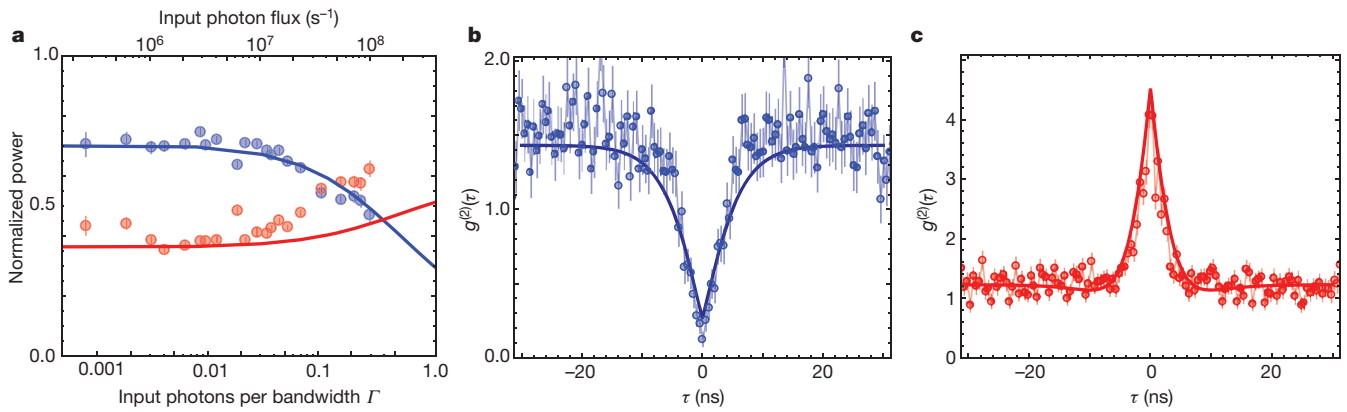 a
Input photon flux (s⁻¹)
10⁶ 10⁷ 10⁸
1.0
0.5
0.0
Normalized power
0.001 0.01 0.1 1.0
Input photons per bandwidth Γ
b
2.0
1.0
0.0
g⁽²⁾(τ)
−20 0 20
τ (ns)
c
4
3
2
1
0
g⁽²⁾(τ)
−20 0 20
τ (ns)